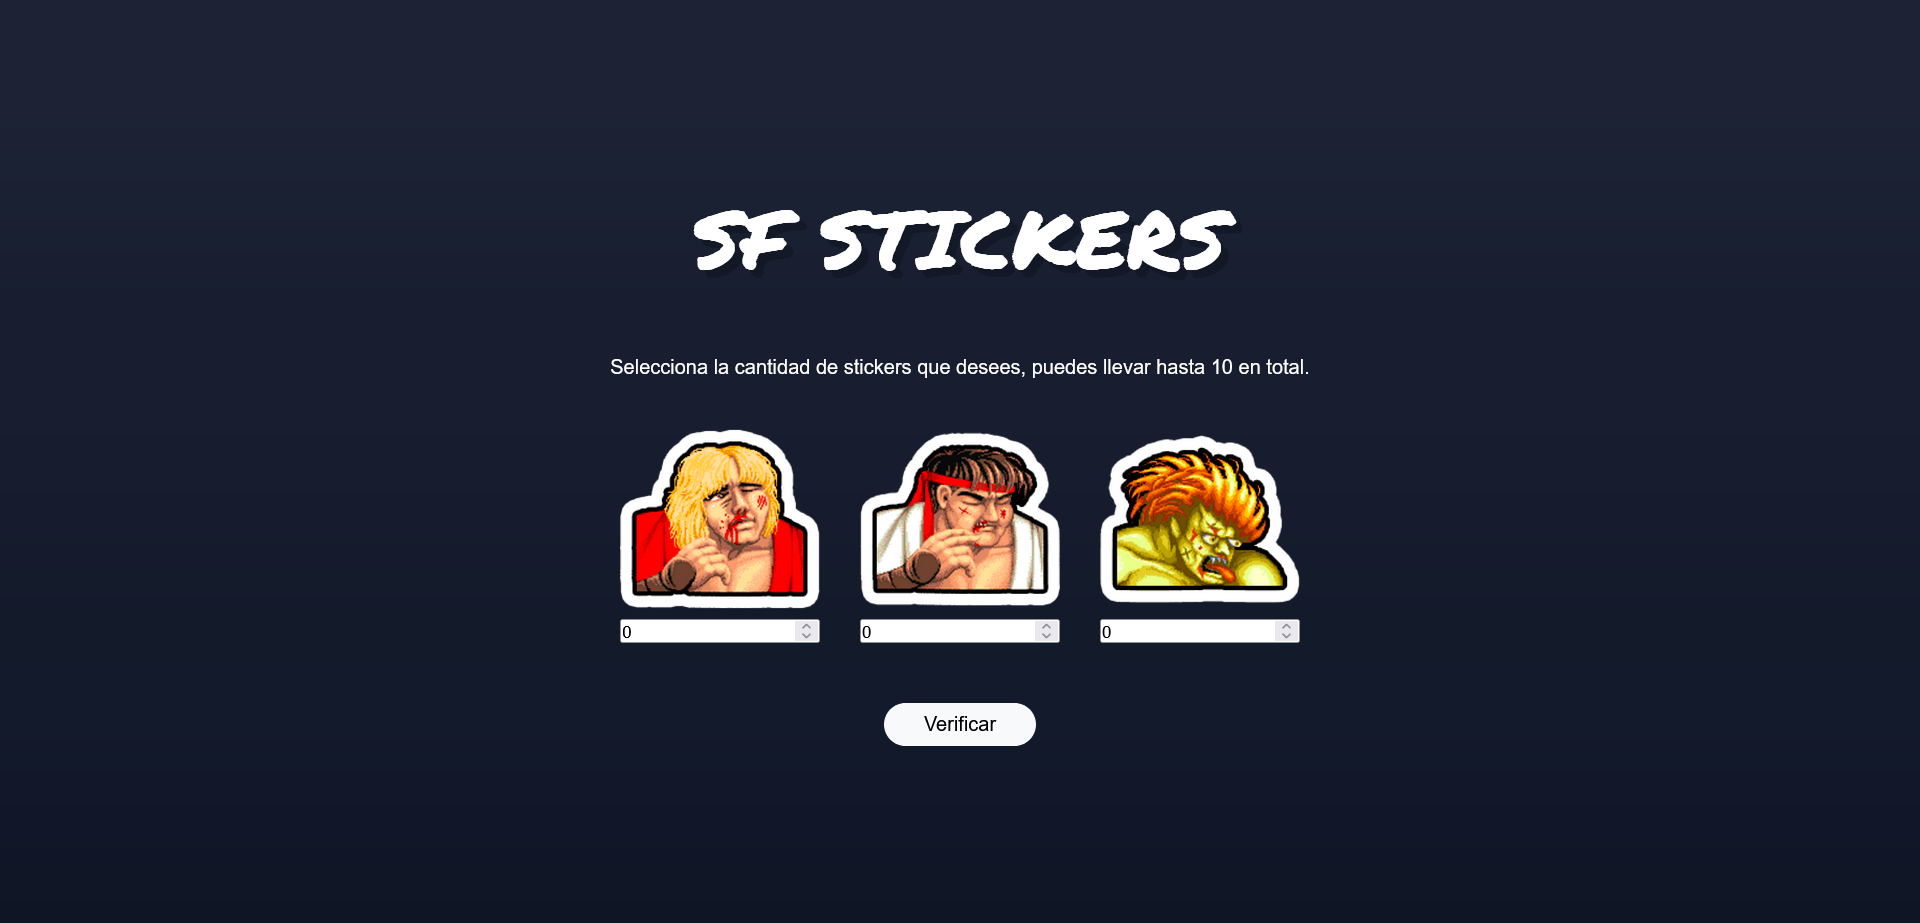 SF STICKERS
Selecciona la cantidad de stickers que desees, puedes llevar hasta 10 en total.
0
0
0
Verificar